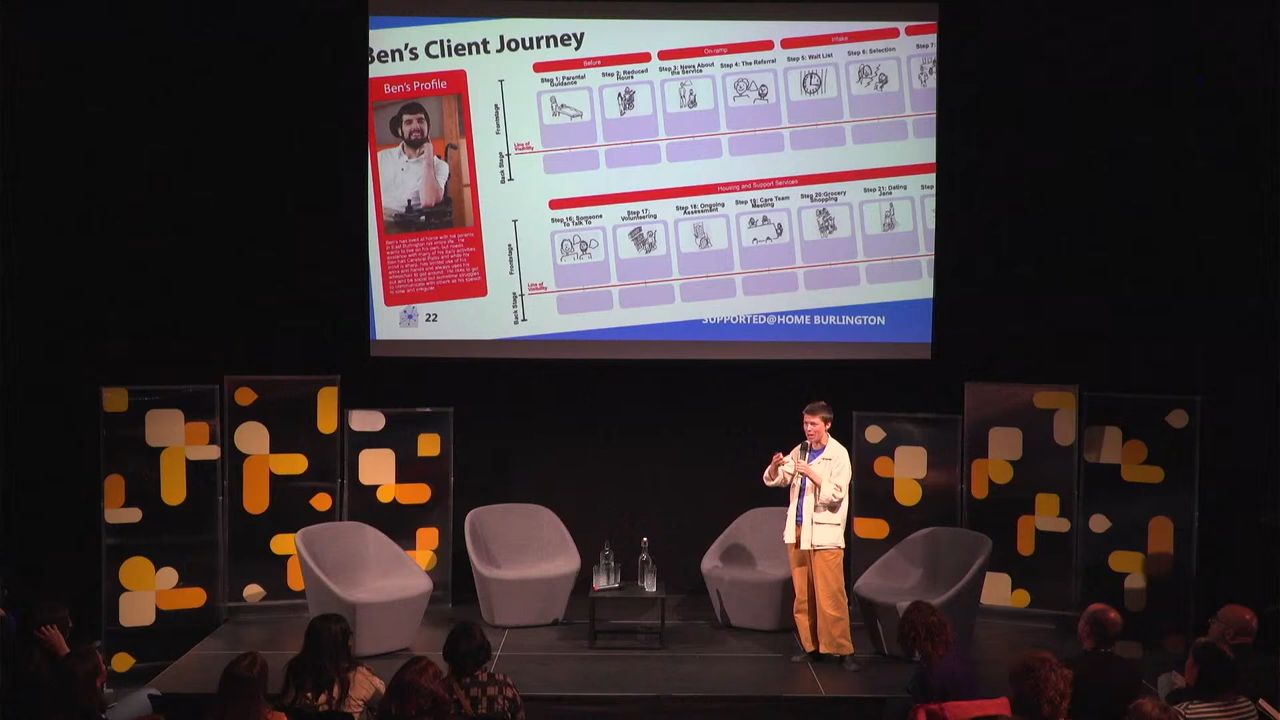 Ben's Client Journey
Ben's Profile
Before
On-ramp
Intake
Step 1: Parental
Guidance
Step 2: Reduced
Hours
Step 3: News About
the Service
Step 4: The Referral
Step 5: Wait List
Step 6: Selection
Step 7:
Frontstage
Line of
Visibility
Back Stage
Housing and Support Services
Step 16: Someone
To Talk To
Step 17:
Volunteering
Step 18: Ongoing
Assessment
Step 19: Care Team
Meeting
Step 20: Grocery
Shopping
Step 21: Dating
Jane
Step
Frontstage
Line of
Visibility
Back Stage
22
SUPPORTED@HOME BURLINGTON